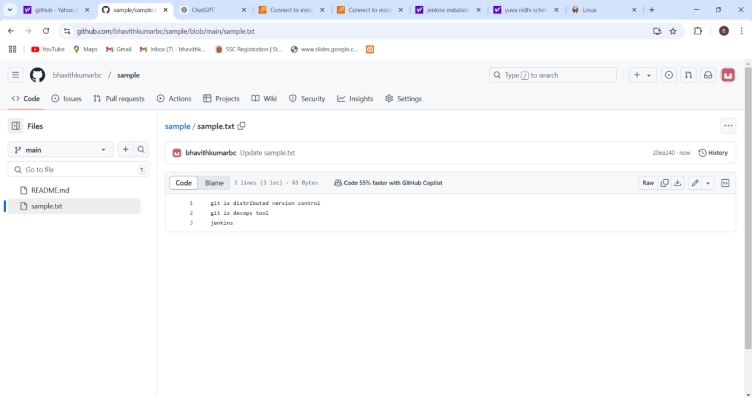 github - Yahoo
sample/sample.t
ChatGPT
Connect to insta
Connect to insta
jenkins installat
yuva nidhi schem
Linux
github.com/bhavithkumarbc/sample/blob/main/sample.txt
YouTube
Maps
Gmail
Inbox (7) - bhavithk...
SSC Registration | St...
www.slides.google.c...
bhavithkumarbc / sample
Type / to search
Code
Issues
Pull requests
Actions
Projects
Wiki
Security
Insights
Settings
Files
sample / sample.txt
main
bhavithkumarbc Update sample.txt
20ea240 · now
History
Go to file
t
Code
Blame
3 lines (3 loc) · 65 Bytes
Code 55% faster with GitHub Copilot
Raw
README.md
sample.txt
1 git is distributed version control
2 git is devops tool
3 jenkins